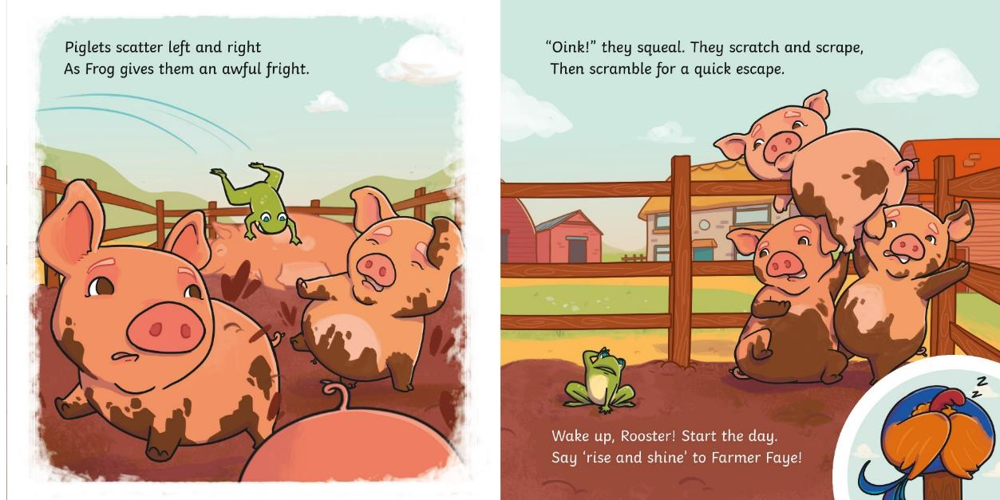 Piglets scatter left and right
As Frog gives them an awful fright.
“Oink!” they squeal. They scratch and scrape,
Then scramble for a quick escape.
z
z
Wake up, Rooster! Start the day.
Say ‘rise and shine’ to Farmer Faye!